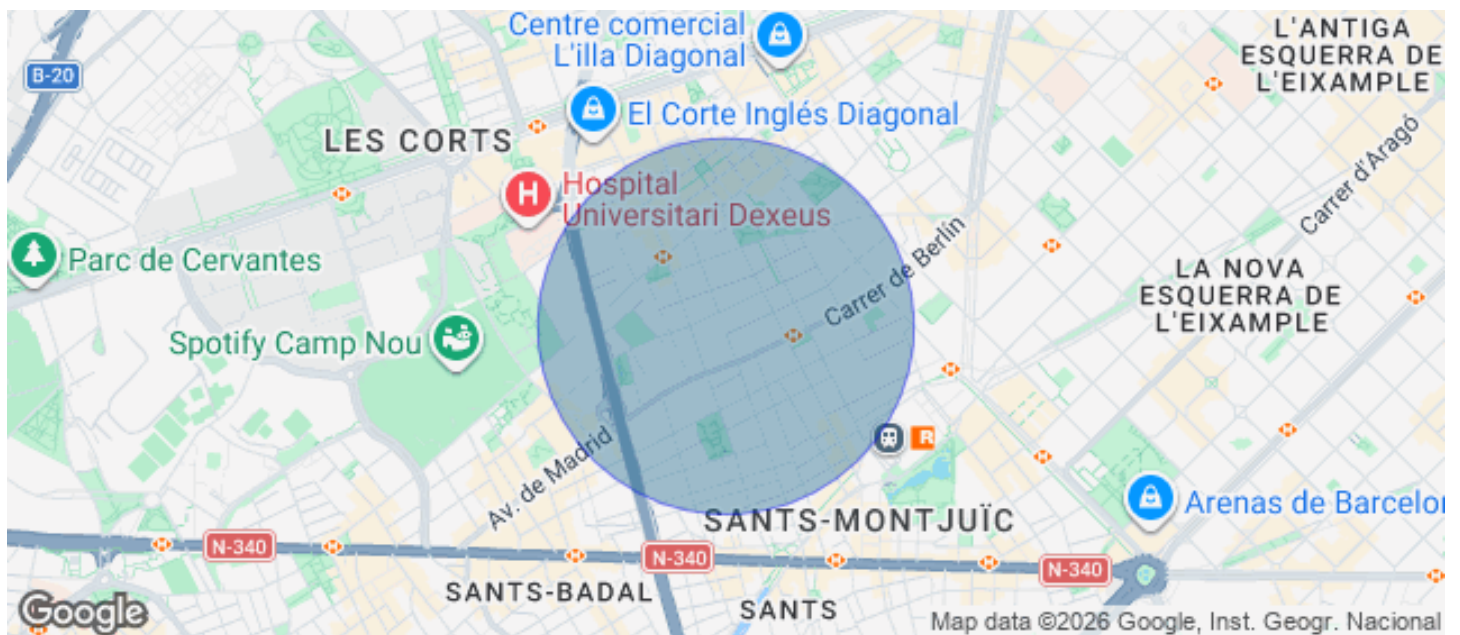 Centre comercial
L'illa Diagonal
L'ANTIGA
ESQUERRA DE
L'EIXAMPLE
B-20
El Corte Inglés Diagonal
LES CORTS
H
Hospital
Universitari Dexeus
Carrer d'Aragó
Parc de Cervantes
Carrer de Berlín
LA NOVA
ESQUERRA DE
L'EIXAMPLE
Spotify Camp Nou
Av. de Madrid
R
Arenas de Barcelon
SANTS-MONTJUÏC
N-340
N-340
N-340
SANTS-BADAL
SANTS
Google
Map data ©2026 Google, Inst. Geogr. Nacional